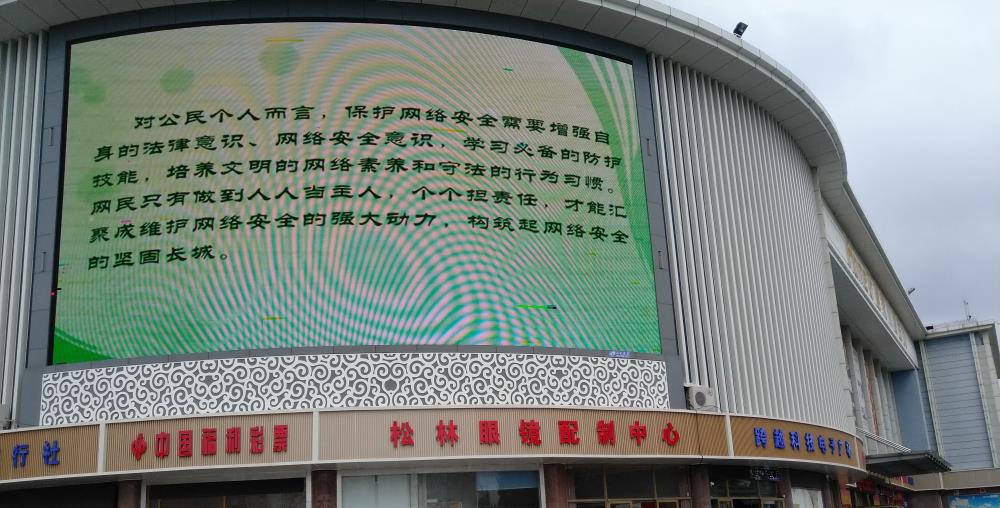 对公民个人而言，保护网络安全需要增强自
身的法律意识、网络安全意识，学习必备的防护
技能，培养文明的网络素养和守法的行为习惯。
网民只有做到人人当主人，个个担责任，才能汇
聚成维护网络安全的强大动力，构筑起网络安全
的坚固长城。
行社
中国福利彩票
松林眼镜配制中心
跨越科技电子广场